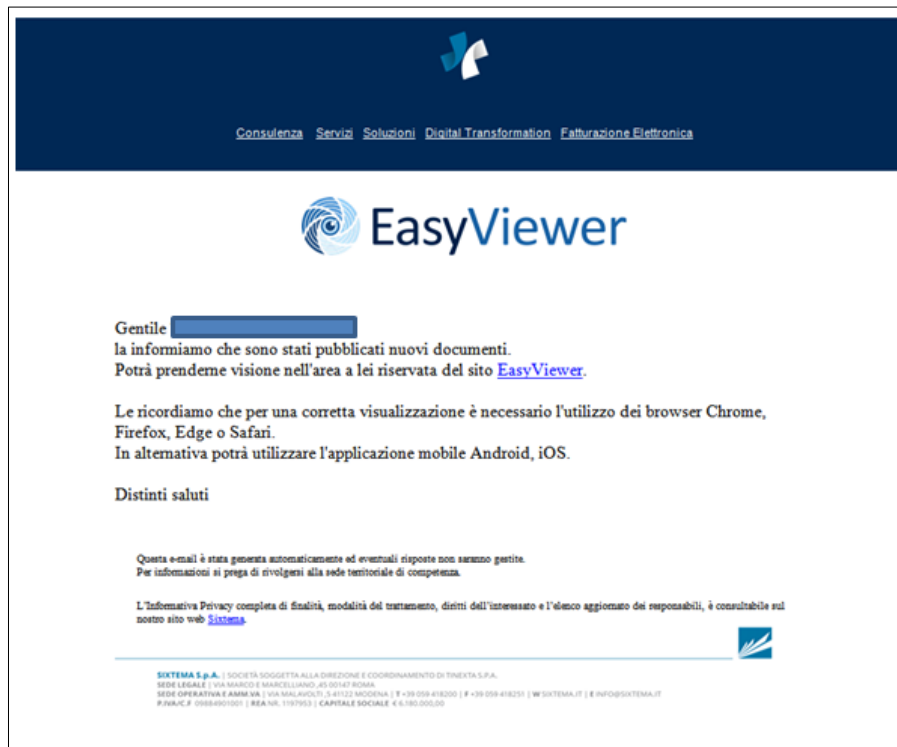 Consulenza Servizi Soluzioni Digital Transformation Fatturazione Elettronica
EasyViewer
Gentile
la informiamo che sono stati pubblicati nuovi documenti.
Potrà prenderne visione nell'area a lei riservata del sito EasyViewer.
Le ricordiamo che per una corretta visualizzazione è necessario l'utilizzo dei browser Chrome,
Firefox, Edge o Safari.
In alternativa potrà utilizzare l'applicazione mobile Android, iOS.
Distinti saluti
Questa e-mail è stata generata automaticamente ed eventuali risposte non saranno gestite.
Per informazioni si prega di rivolgersi alla sede territoriale di competenza.
L'Informativa Privacy completa di finalità, modalità del trattamento, diritti dell'interessato e l'elenco aggiornato dei responsabili, è consultabile sul
nostro sito web Sixtema.
SIXTEMA S.p.A. | SOCIETÀ SOGGETTA ALLA DIREZIONE E COORDINAMENTO DI TINEXTA S.P.A.
SEDE LEGALE | VIA MARCO E MARCELLIANO ,45 00147 ROMA
SEDE OPERATIVA E AMM.VA | VIA MALAVOLTI ,5 41122 MODENA | T +39 059 418200 | F +39 059 418251 | W SIXTEMA.IT | E INFO@SIXTEMA.IT
P.IVA/C.F 09884901001 | REA NR. 1197953 | CAPITALE SOCIALE € 6.180.000,00